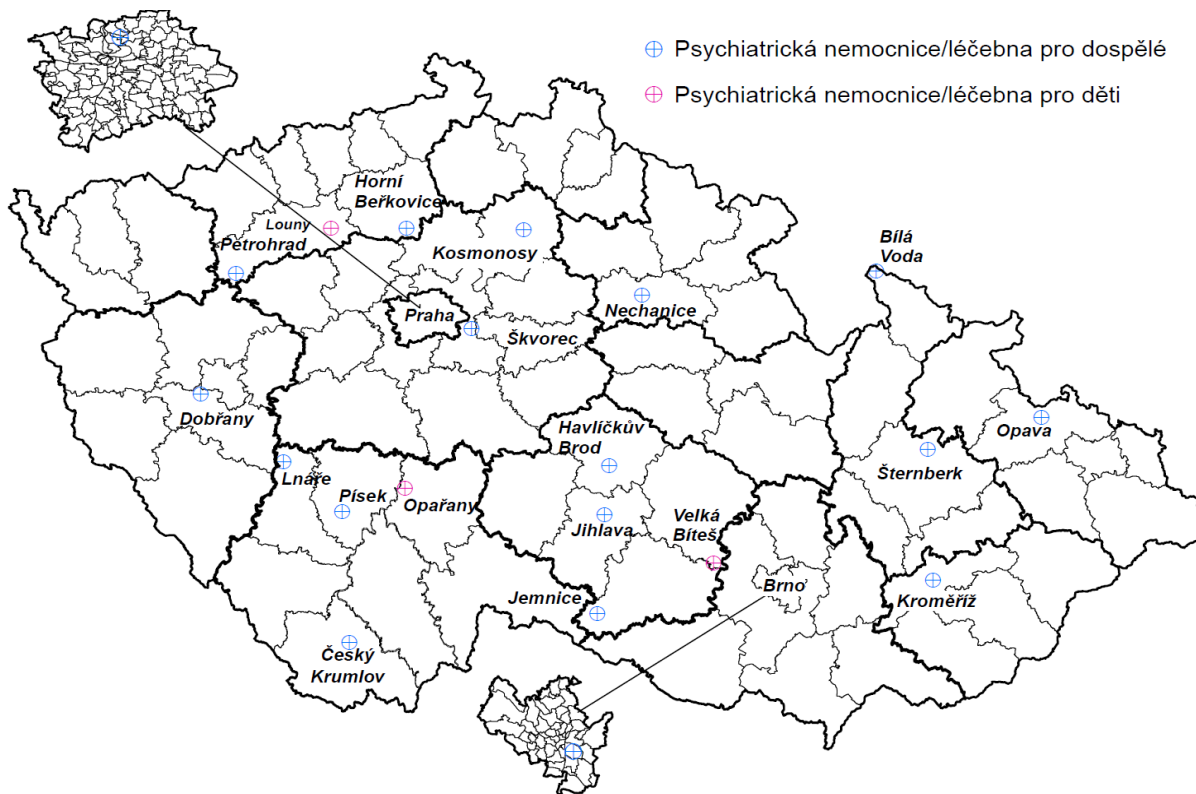 Psychiatrická nemocnice/léčebna pro dospělé
Psychiatrická nemocnice/léčebna pro děti
Horní
Beřkovice
Louny
Petrohrad
Kosmonosy
Bílá
Voda
Praha
Nechanice
Škvorec
Dobřany
Havlíčkův
Brod
Opava
Šternberk
Lnáře
Písek
Opařany
Jihlava
Velká
Bíteš
Jemnice
Brno
Kroměříž
Český
Krumlov